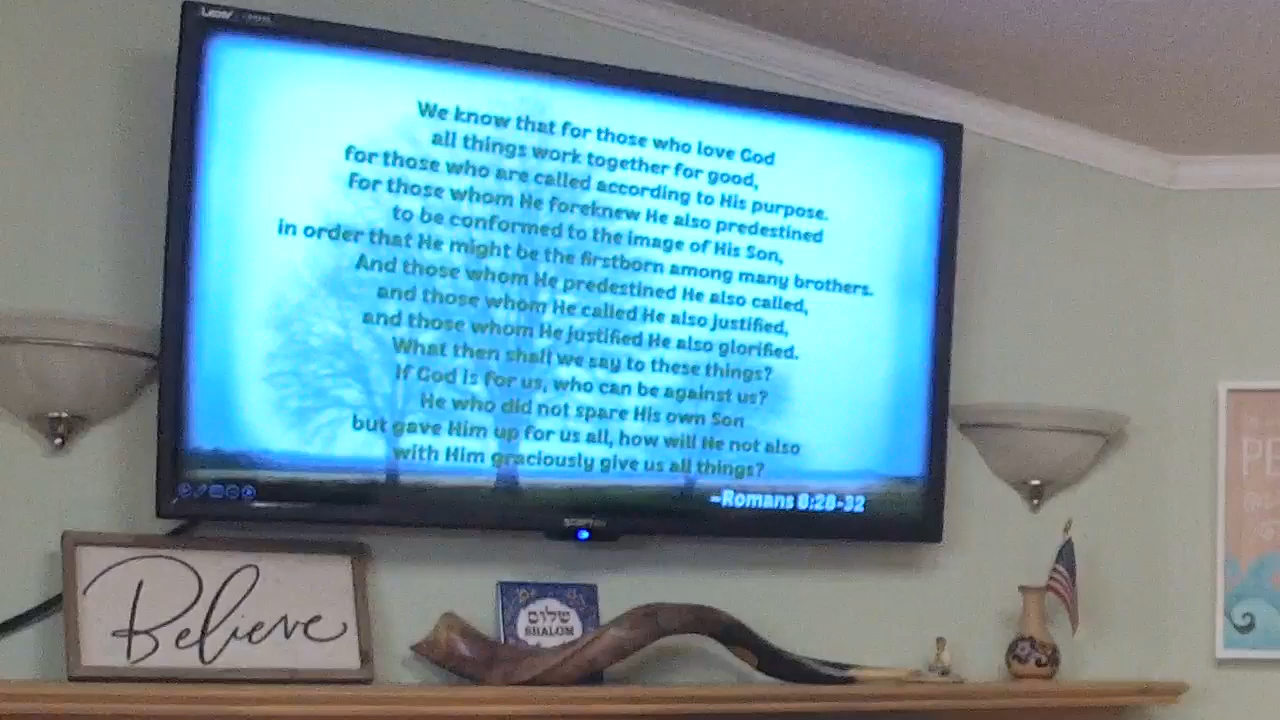 We know that for those who love God
all things work together for good,
for those who are called according to His purpose.
For those whom He foreknew He also predestined
to be conformed to the image of His Son,
in order that He might be the firstborn among many brothers.
And those whom He predestined He also called,
and those whom He called He also justified,
and those whom He justified He also glorified.
What then shall we say to these things?
If God is for us, who can be against us?
He who did not spare His own Son
but gave Him up for us all, how will He not also
with Him graciously give us all things?
~Romans 8:28-32
Believe
שלום
SHALOM